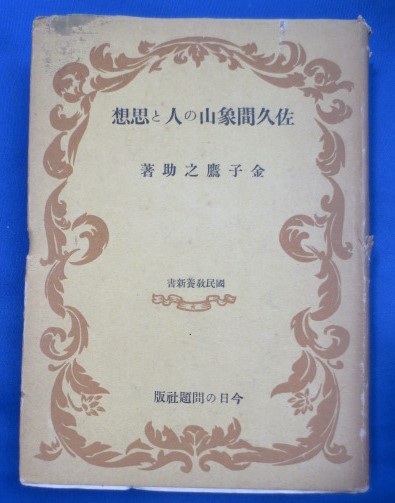 佐久間象山の人と思想
金子鷹之助著
國民敎養新書
今日の問題社版